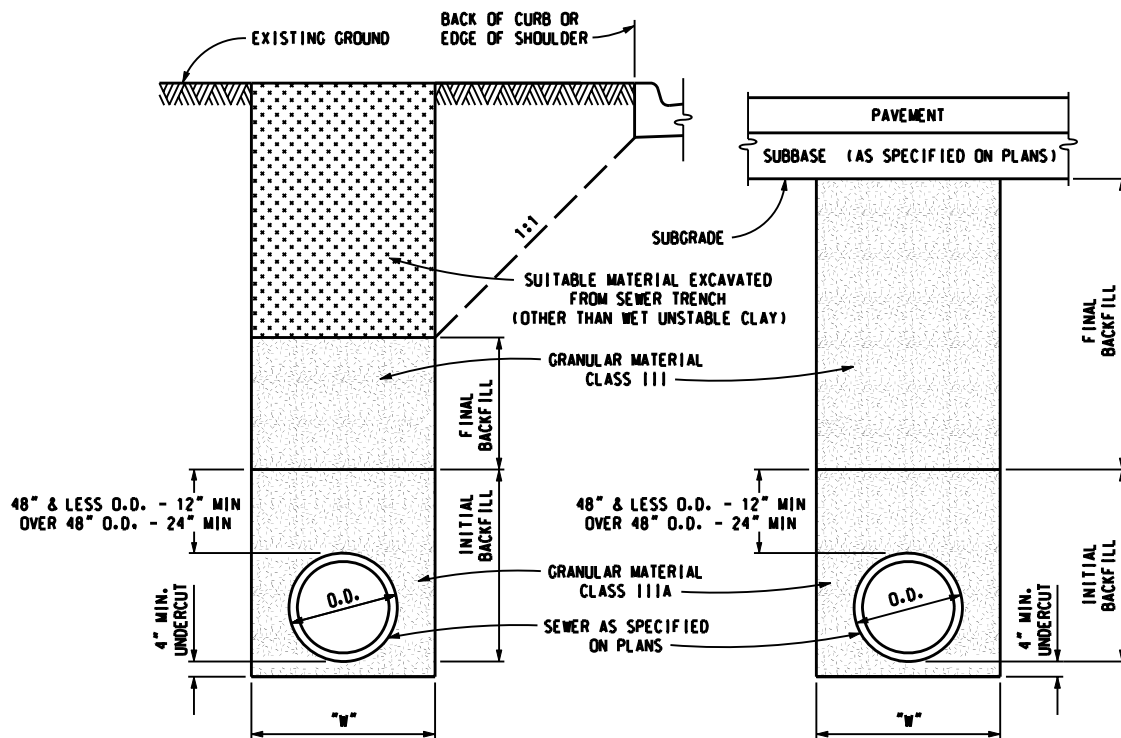 BACK OF CURB OR
EDGE OF SHOULDER
EXISTING GROUND
PAVEMENT
SUBBASE (AS SPECIFIED ON PLANS)
1:1
SUBGRADE
SUITABLE MATERIAL EXCAVATED
FROM SEWER TRENCH
(OTHER THAN WET UNSTABLE CLAY)
FINAL
BACKFILL
GRANULAR MATERIAL
CLASS III
FINAL
BACKFILL
48" & LESS O.D. - 12" MIN
OVER 48" O.D. - 24" MIN
INITIAL
BACKFILL
48" & LESS O.D. - 12" MIN
OVER 48" O.D. - 24" MIN
INITIAL
BACKFILL
GRANULAR MATERIAL
CLASS IIIA
O.D.
O.D.
4" MIN.
UNDERCUT
SEWER AS SPECIFIED
ON PLANS
4" MIN.
UNDERCUT
"W"
"W"